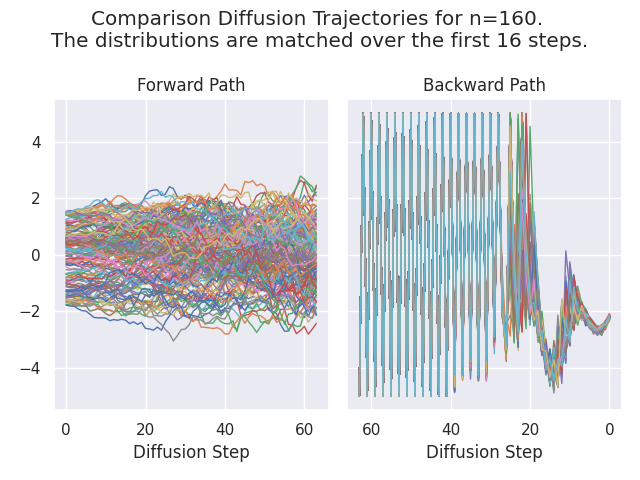 Comparison Diffusion Trajectories for n=160.
The distributions are matched over the first 16 steps.
Forward Path
Backward Path
4
2
0
−2
−4
0 20 40 60
60 40 20 0
Diffusion Step
Diffusion Step